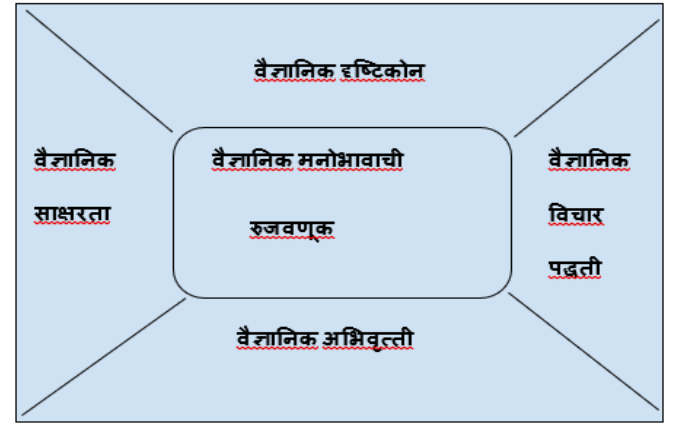 वैज्ञानिक दृष्टिकोन
वैज्ञानिक
साक्षरता
वैज्ञानिक मनोभावाची
रुजवणूक
वैज्ञानिक
विचार
पद्धती
वैज्ञानिक अभिवृत्ती